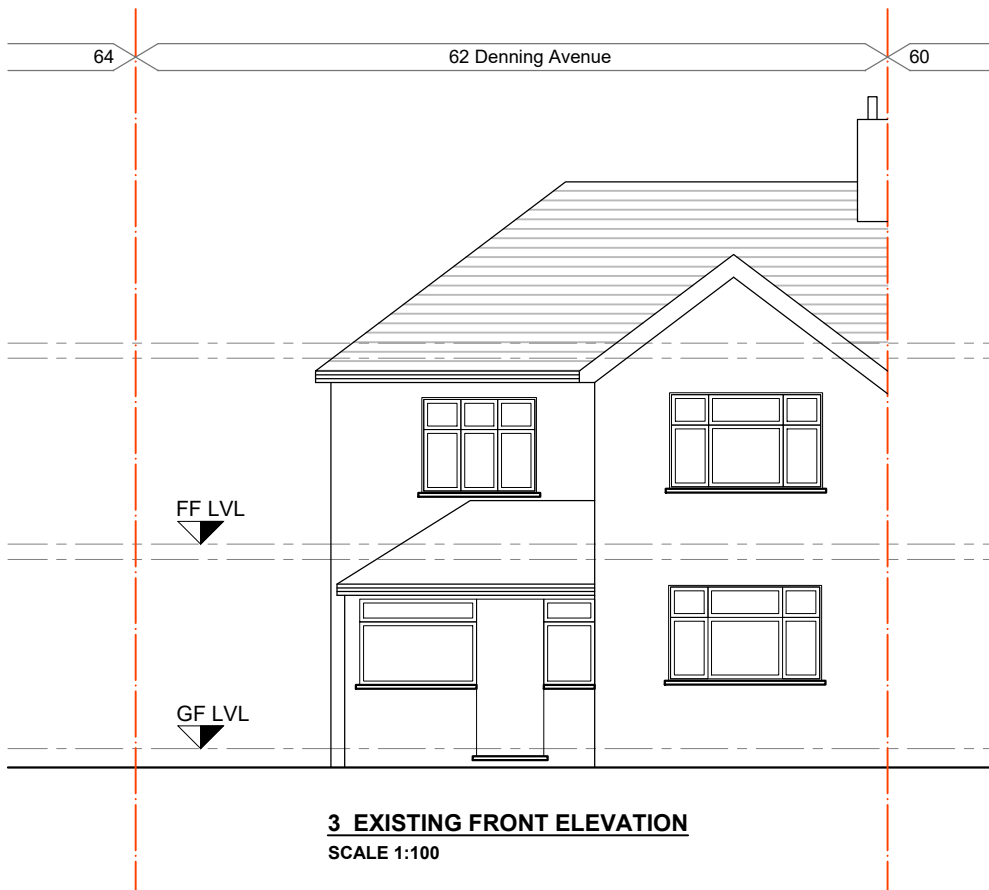 64
62 Denning Avenue
60
FF LVL
GF LVL
3 EXISTING FRONT ELEVATION
SCALE 1:100